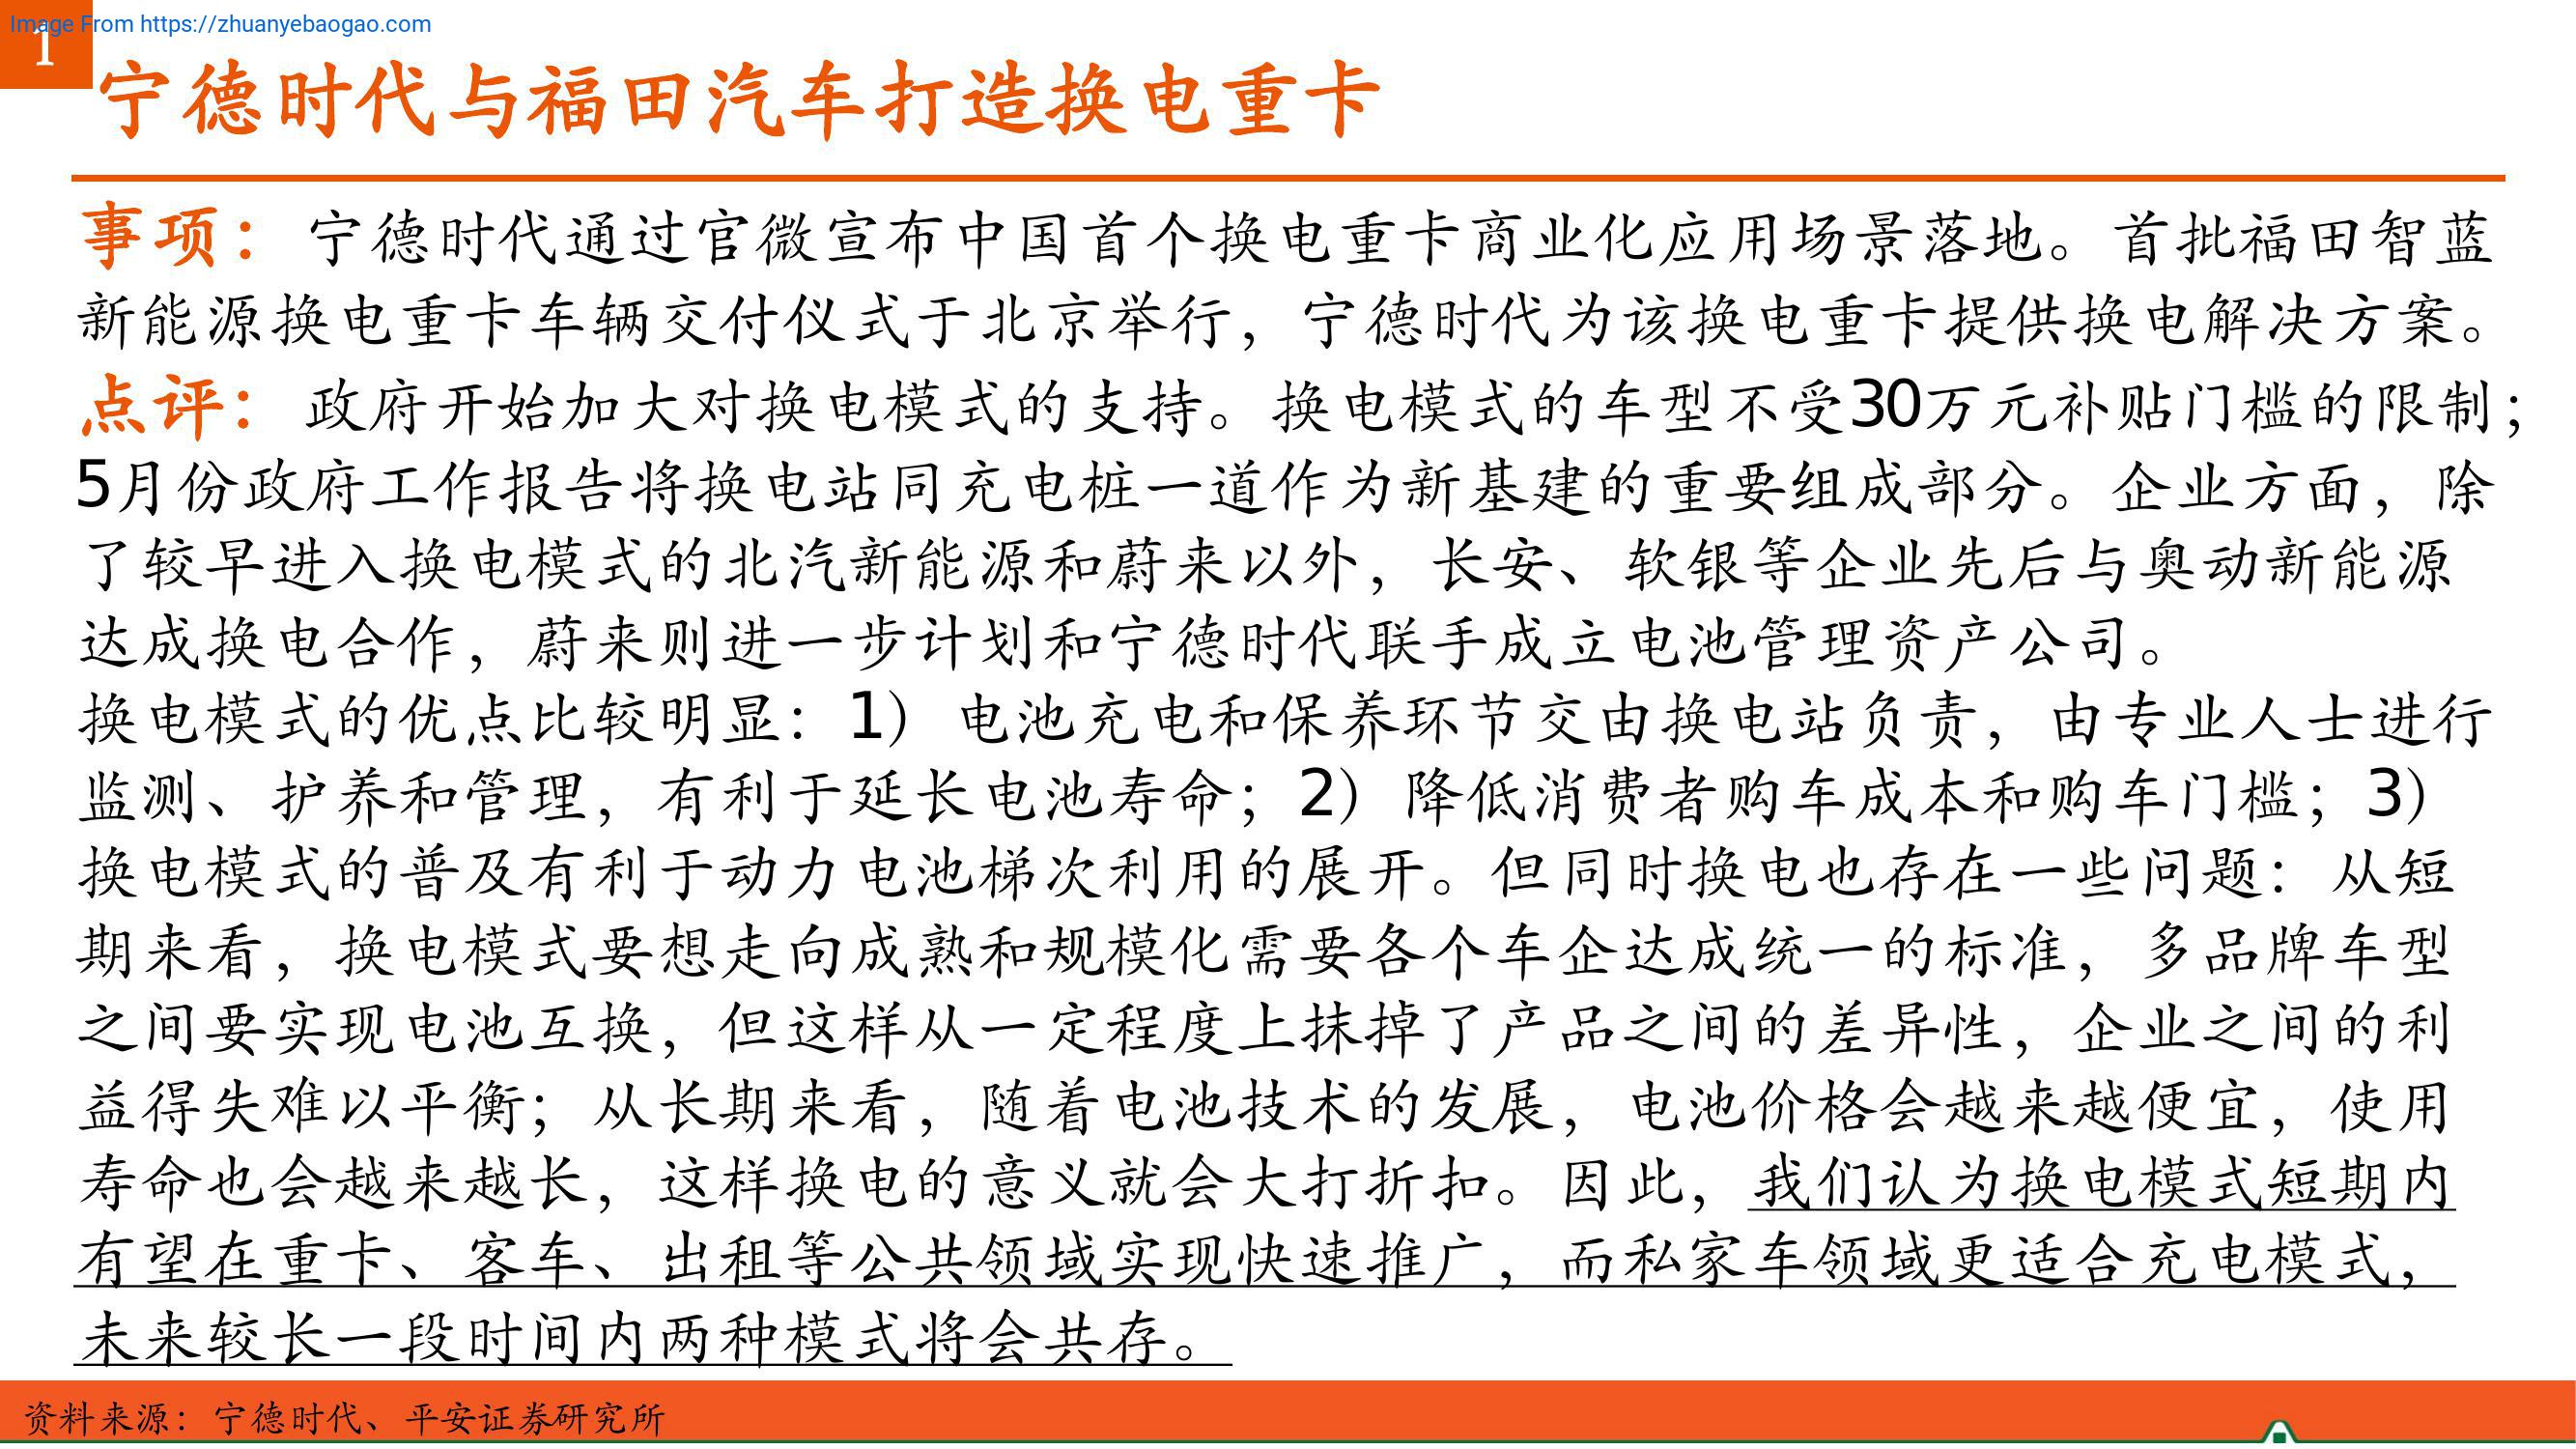 Image From https://zhuanyebaogao.com
1
宁德时代与福田汽车打造换电重卡
事项：宁德时代通过官微宣布中国首个换电重卡商业化应用场景落地。首批福田智蓝
新能源换电重卡车辆交付仪式于北京举行，宁德时代为该换电重卡提供换电解决方案。
点评：政府开始加大对换电模式的支持。换电模式的车型不受30万元补贴门槛的限制；
5月份政府工作报告将换电站同充电桩一道作为新基建的重要组成部分。企业方面，除
了较早进入换电模式的北汽新能源和蔚来以外，长安、软银等企业先后与奥动新能源
达成换电合作，蔚来则进一步计划和宁德时代联手成立电池管理资产公司。
换电模式的优点比较明显：1）电池充电和保养环节交由换电站负责，由专业人士进行
监测、护养和管理，有利于延长电池寿命；2）降低消费者购车成本和购车门槛；3）
换电模式的普及有利于动力电池梯次利用的展开。但同时换电也存在一些问题：从短
期来看，换电模式要想走向成熟和规模化需要各个车企达成统一的标准，多品牌车型
之间要实现电池互换，但这样从一定程度上抹掉了产品之间的差异性，企业之间的利
益得失难以平衡；从长期来看，随着电池技术的发展，电池价格会越来越便宜，使用
寿命也会越来越长，这样换电的意义就会大打折扣。因此，我们认为换电模式短期内
有望在重卡、客车、出租等公共领域实现快速推广，而私家车领域更适合充电模式，
未来较长一段时间内两种模式将会共存。
资料来源：宁德时代、平安证券研究所